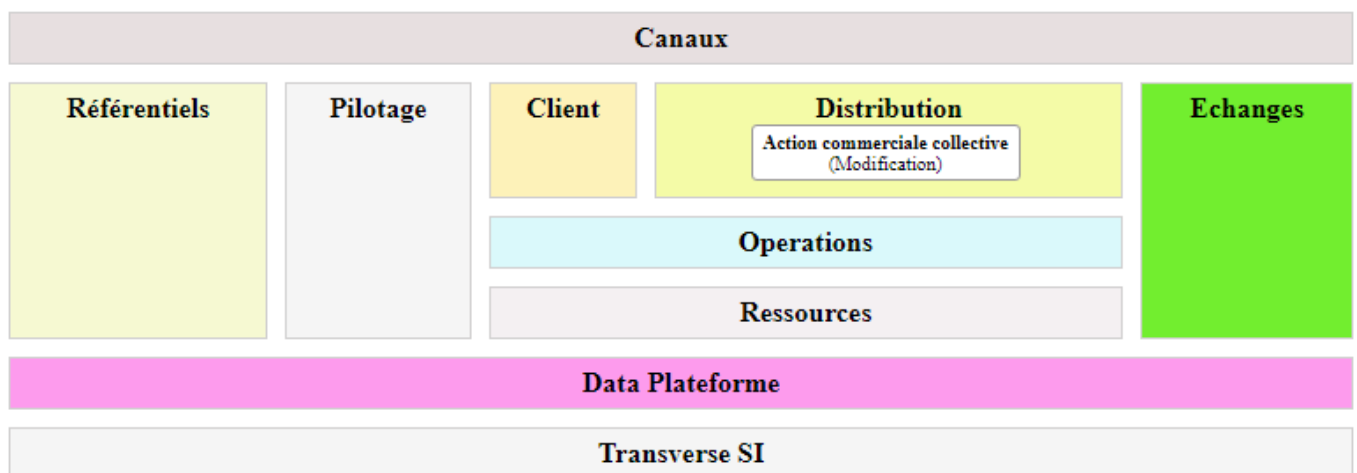 Canaux
Référentiels
Pilotage
Client
Distribution
Action commerciale collective
(Modification)
Echanges
Operations
Ressources
Data Plateforme
Transverse SI